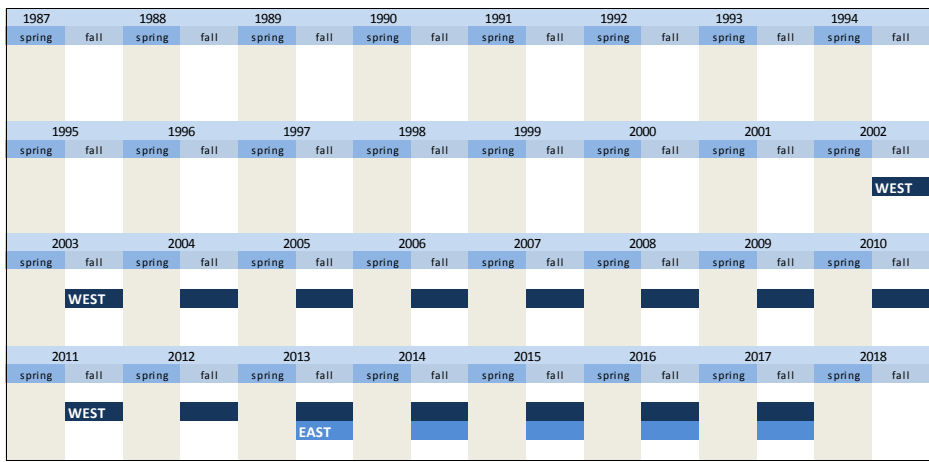 1987 1988 1989 1990 1991 1992 1993 1994
spring fall spring fall spring fall spring fall spring fall spring fall spring fall spring fall
1995 1996 1997 1998 1999 2000 2001 2002
spring fall spring fall spring fall spring fall spring fall spring fall spring fall spring fall
WEST
2003 2004 2005 2006 2007 2008 2009 2010
spring fall spring fall spring fall spring fall spring fall spring fall spring fall spring fall
WEST
2011 2012 2013 2014 2015 2016 2017 2018
spring fall spring fall spring fall spring fall spring fall spring fall spring fall spring fall
WEST
EAST